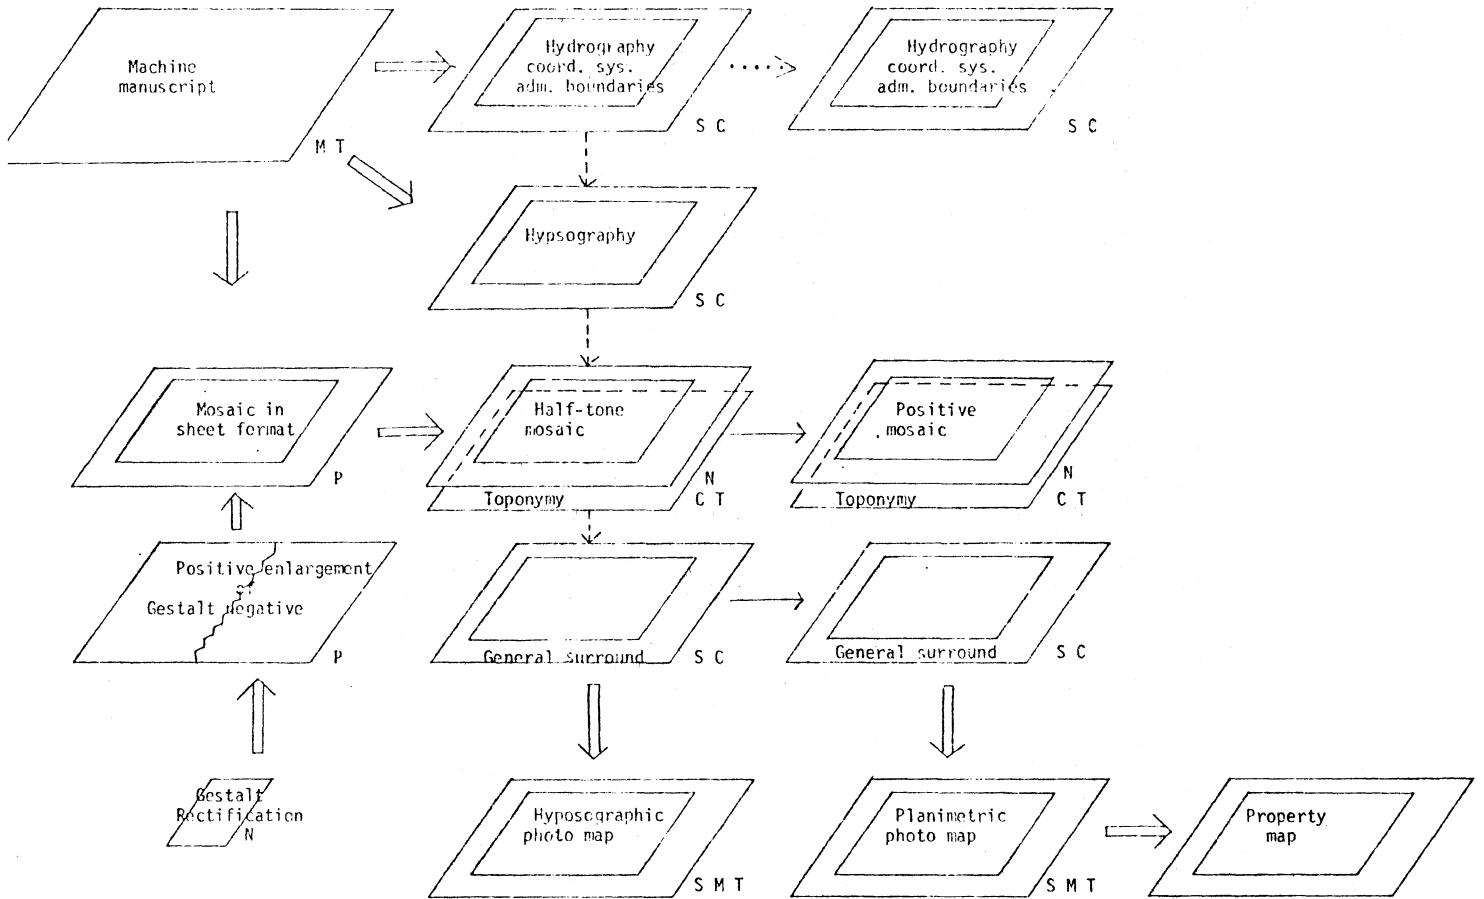 Machine
manuscript
M T
Hydrography
coord. sys.
adm. boundaries
S C
Hydrography
coord. sys.
adm. boundaries
S C
Hypsography
S C
Mosaic in
sheet format
P
Half-tone
mosaic
N
Toponymy
C T
Positive
mosaic
N
Toponymy
C T
Positive enlargement
of
Gestalt negative
P
General surround
S C
General surround
S C
Gestalt
Rectification
N
Hyposographic
photo map
S M T
Planimetric
photo map
S M T
Property
map